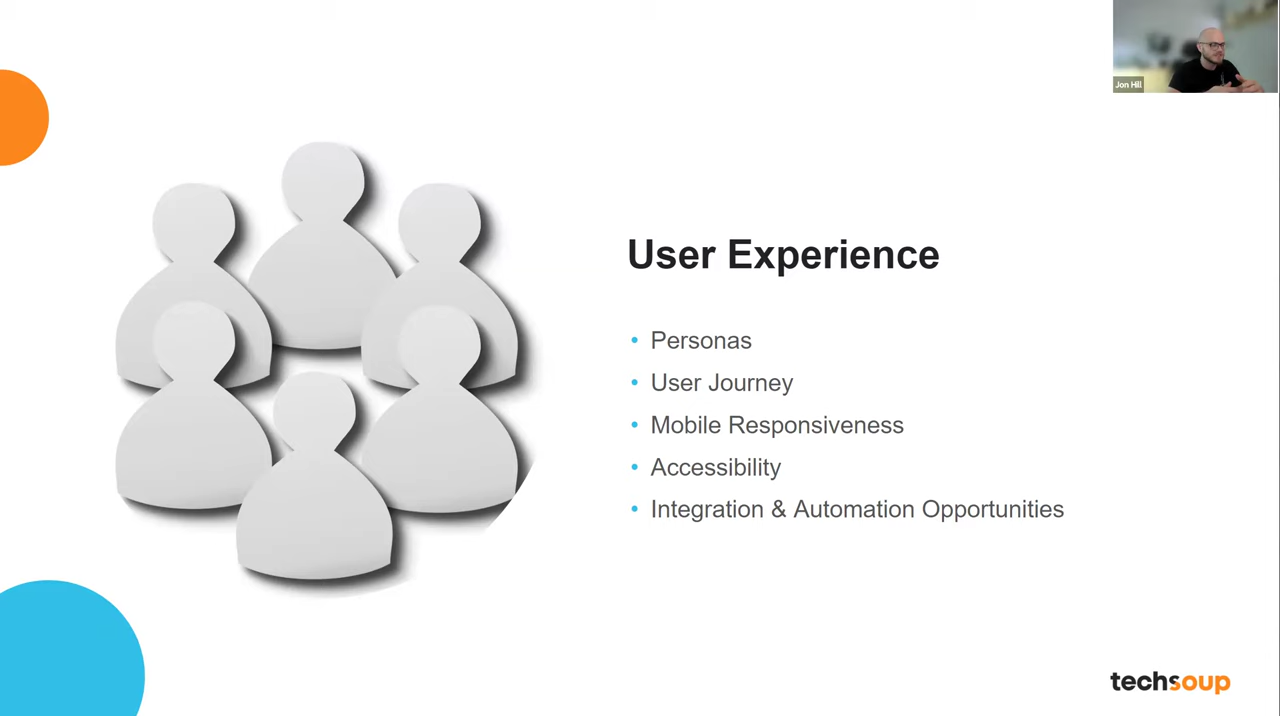 Jon Hill
User Experience
• Personas
• User Journey
• Mobile Responsiveness
• Accessibility
• Integration & Automation Opportunities
techsoup